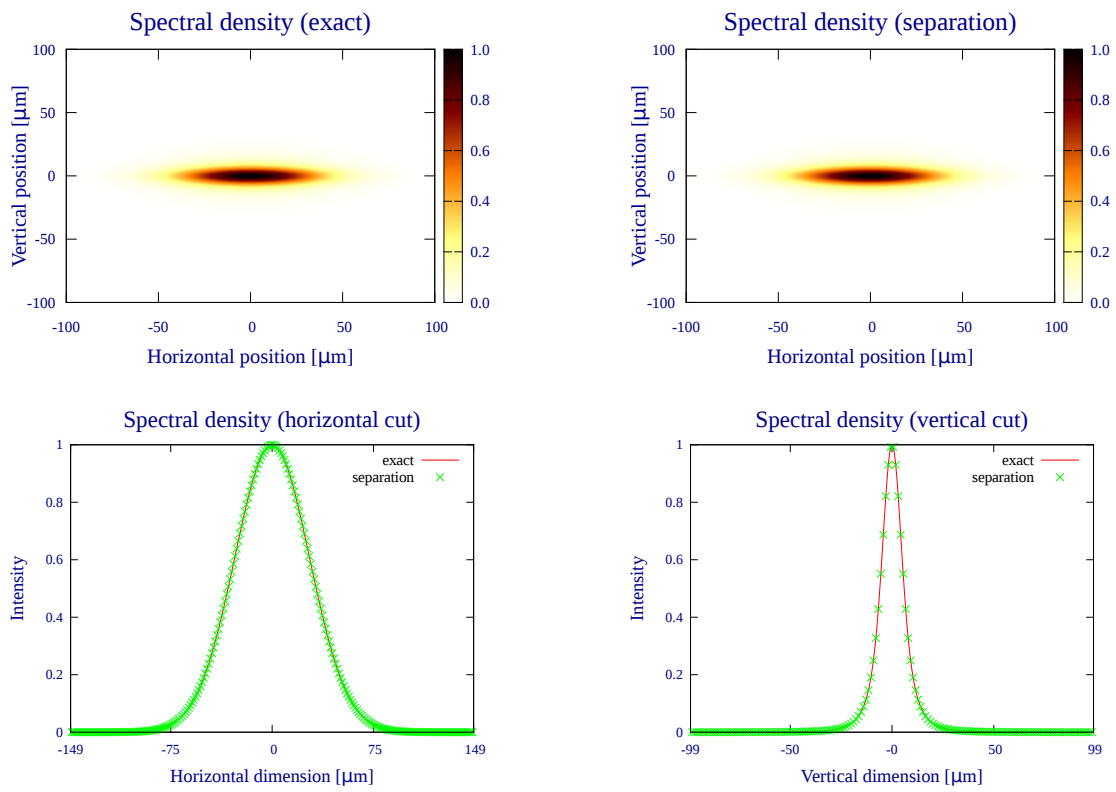 Spectral density (exact)
Vertical position [μm]
100
50
0
-50
-100
-100 0 50 100
Horizontal position [μm]
1.0
0.8
0.6
0.4
0.2
0.0
Spectral density (separation)
Vertical position [μm]
100
50
0
-50
-100
-100 0 50 100
Horizontal position [μm]
1.0
0.8
0.6
0.4
0.2
0.0
Spectral density (horizontal cut)
Intensity
1
0.8
0.6
0.4
0.2
0
exact
separation
-149 -75 0 75 149
Horizontal dimension [μm]
Spectral density (vertical cut)
Intensity
1
0.8
0.6
0.4
0.2
0
exact
separation
-99 -50 -0 50 99
Vertical dimension [μm]